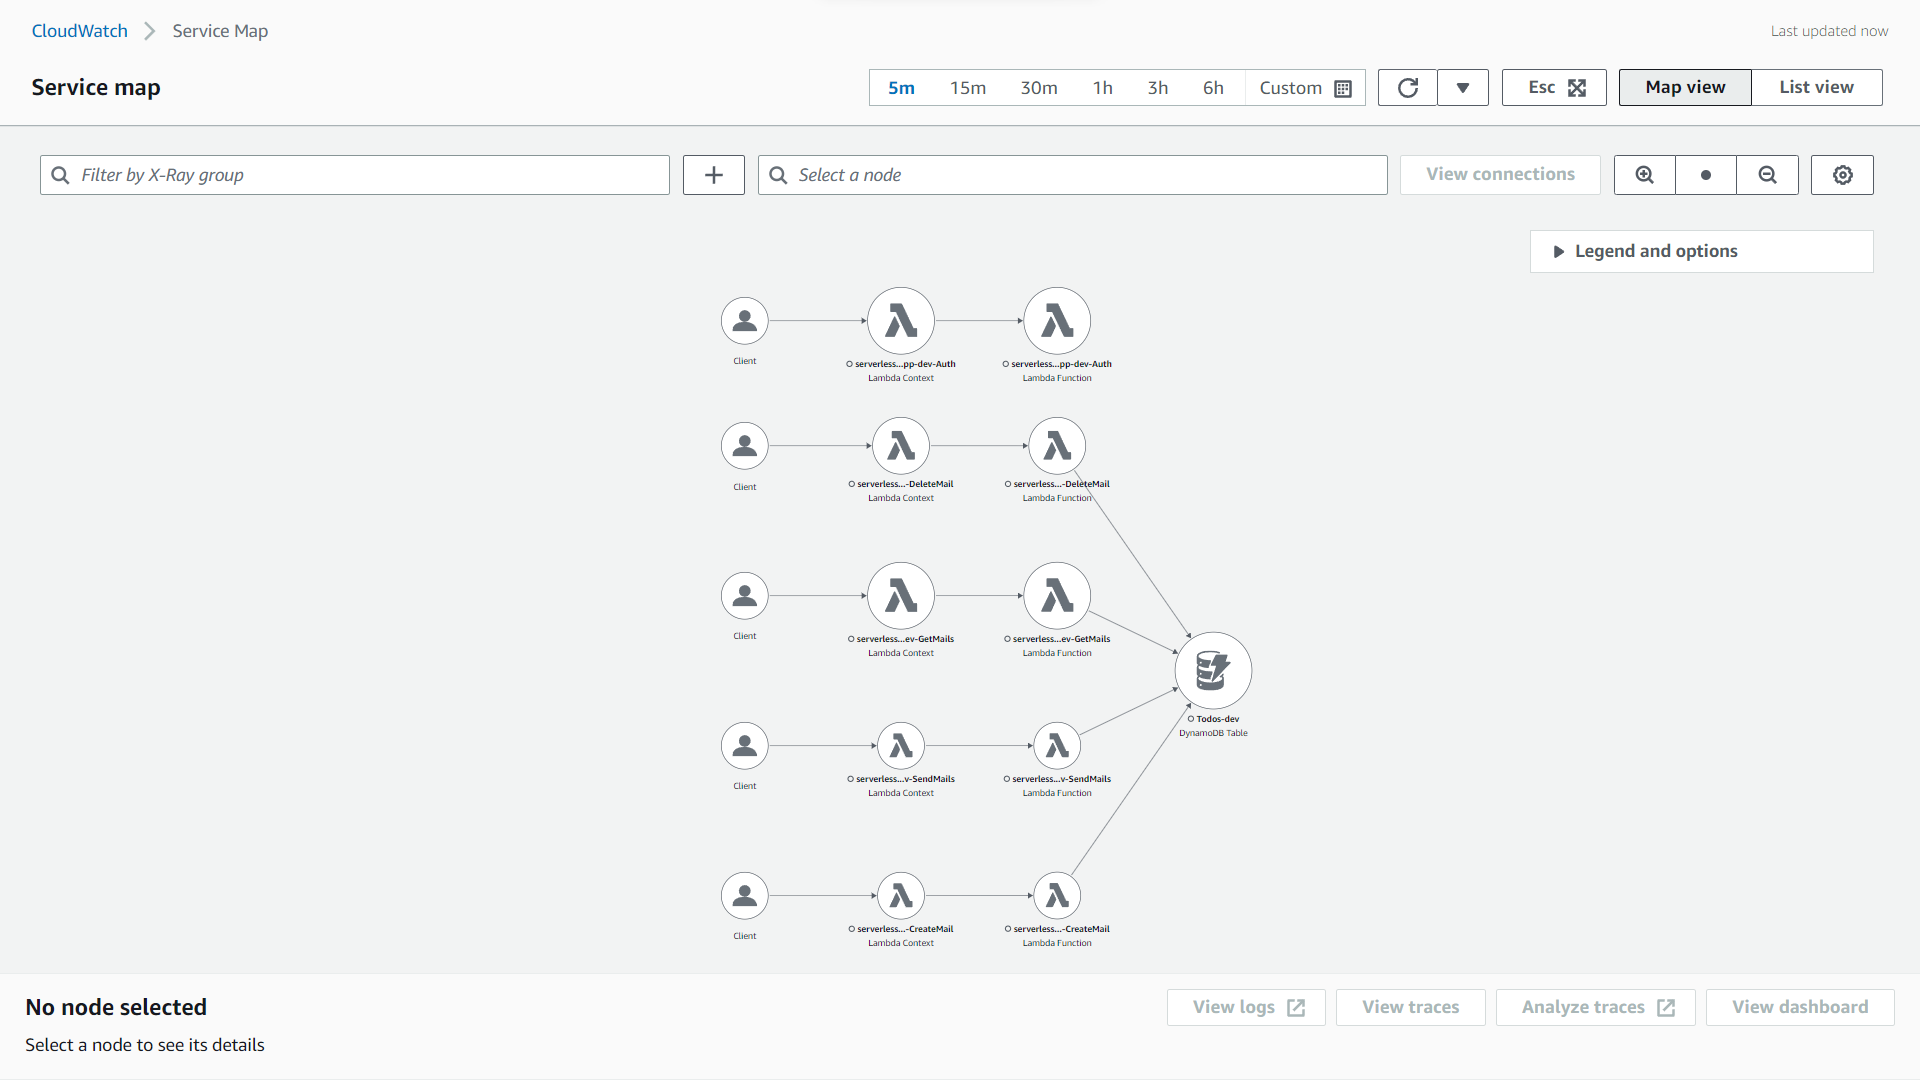 CloudWatch
Service Map
Last updated now
Service map
5m 15m 30m 1h 3h 6h Custom
Esc
Map view
List view
Filter by X-Ray group
Select a node
View connections
Legend and options
Client
serverless...pp-dev-Auth
Lambda Context
serverless...pp-dev-Auth
Lambda Function
Client
serverless...-DeleteMail
Lambda Context
serverless...-DeleteMail
Lambda Function
Client
serverless...ev-GetMails
Lambda Context
serverless...ev-GetMails
Lambda Function
Todos-dev
DynamoDB Table
Client
serverless...v-SendMails
Lambda Context
serverless...v-SendMails
Lambda Function
Client
serverless...-CreateMail
Lambda Context
serverless...-CreateMail
Lambda Function
No node selected
Select a node to see its details
View logs
View traces
Analyze traces
View dashboard